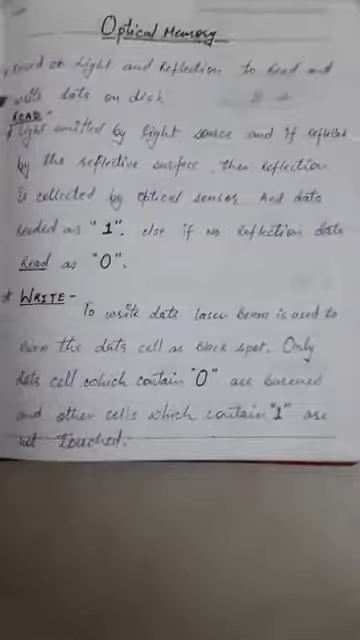 Optical Memory
Based on Light and Reflection to Read and
write data on disk
READ -
Light emitted by light source and if reflected
by the reflective surface, then Reflection
is collected by optical sensor. And data
readed as "1". else if no Reflection data
Read as "0".
* WRITE -
To write data laser Beam is used to
burn the data cell as Black spot. Only
data cell which contain "0" are burened
and other cells which contain "1" are
not Touched.